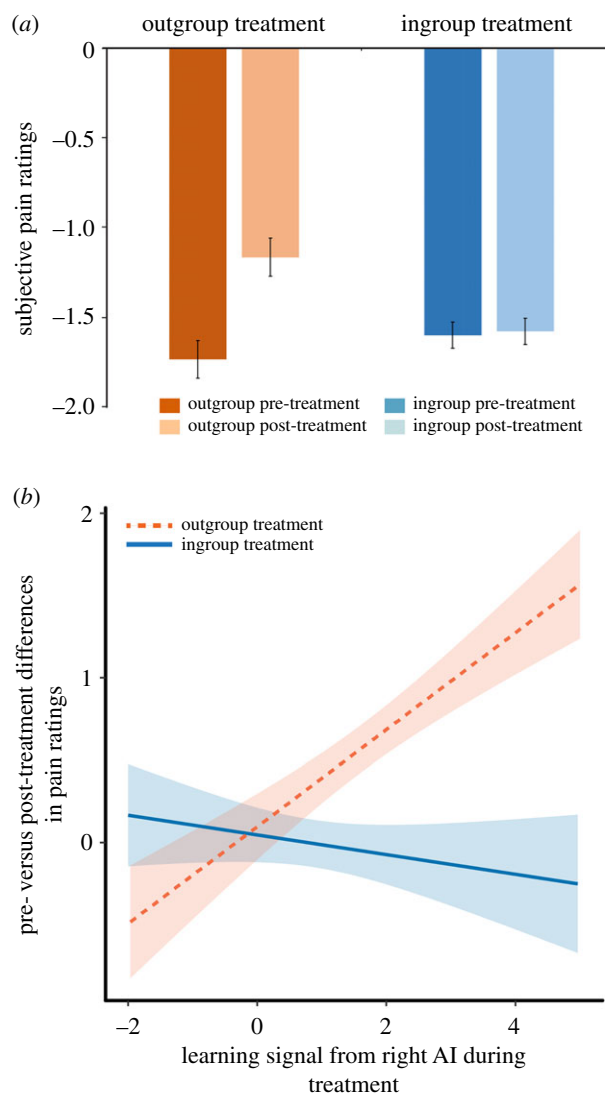 (a)
outgroup treatment ingroup treatment
0
–0.5
–1.0
–1.5
–2.0
subjective pain ratings
outgroup pre-treatment ingroup pre-treatment
outgroup post-treatment ingroup post-treatment
(b)
2
1
0
outgroup treatment
ingroup treatment
pre- versus post-treatment differences
in pain ratings
–2 0 2 4
learning signal from right AI during
treatment